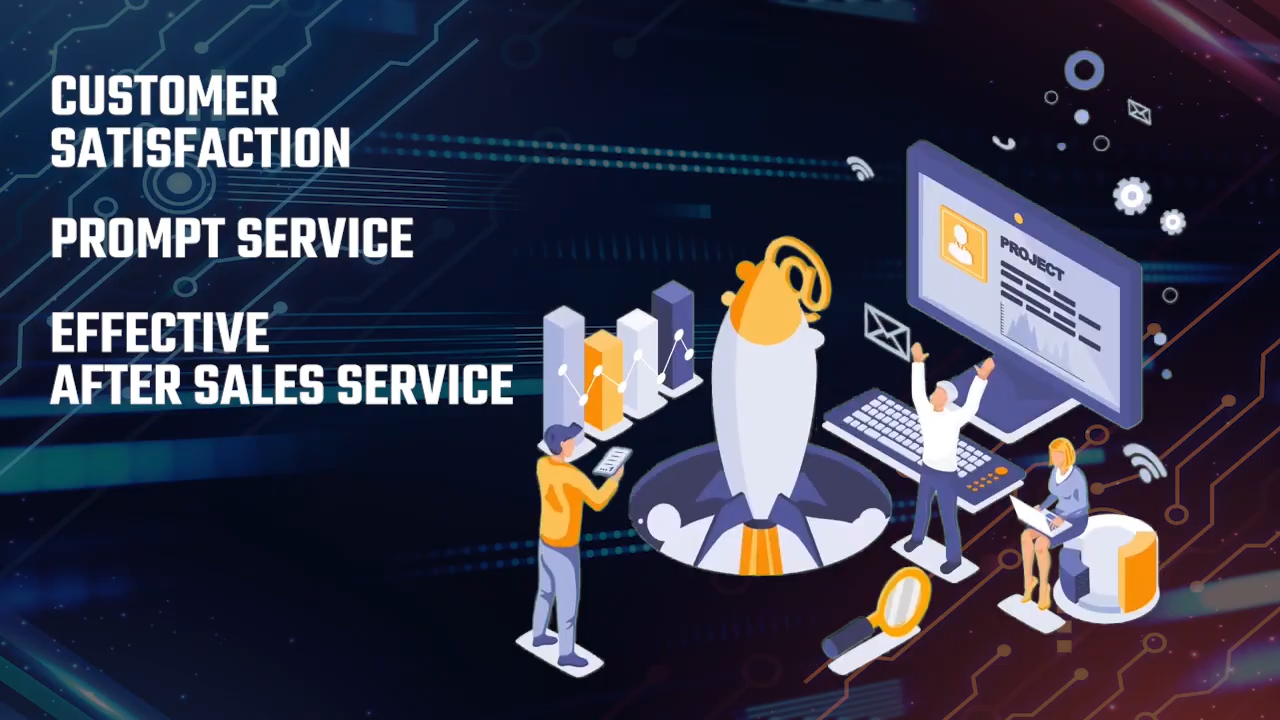 CUSTOMER
SATISFACTION
PROMPT SERVICE
EFFECTIVE
AFTER SALES SERVICE
PROJECT
@